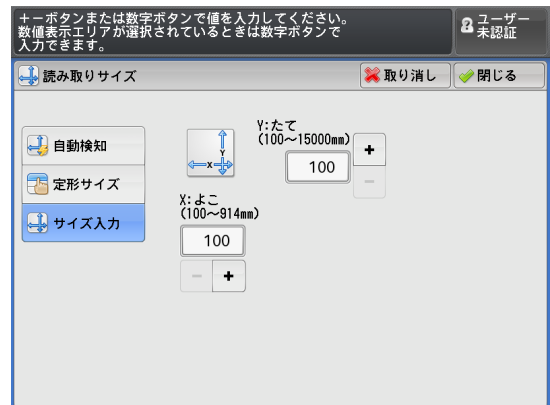 ＋－ボタンまたは数字ボタンで値を入力してください。
数値表示エリアが選択されているときは数字ボタンで
入力できます。
ユーザー
未認証
読み取りサイズ
取り消し
閉じる
自動検知
定形サイズ
サイズ入力
Y
X
Y:たて
(100～15000mm)
100
+
−
X:よこ
(100～914mm)
100
−
+